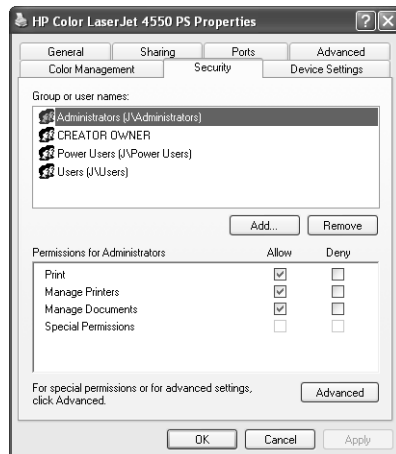 HP Color LaserJet 4550 PS Properties
General Sharing Ports Advanced
Color Management Security Device Settings
Group or user names:
Administrators (J\Administrators)
CREATOR OWNER
Power Users (J\Power Users)
Users (J\Users)
Add... Remove
Permissions for Administrators Allow Deny
Print
Manage Printers
Manage Documents
Special Permissions
For special permissions or for advanced settings,
click Advanced.
Advanced
OK Cancel Apply